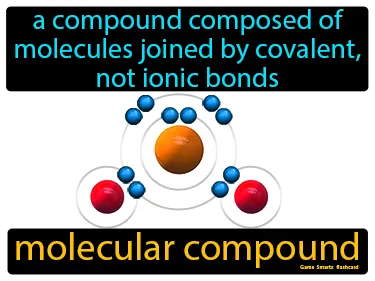 a compound composed of
molecules joined by covalent,
not ionic bonds
molecular compound
Game Smartz flashcard